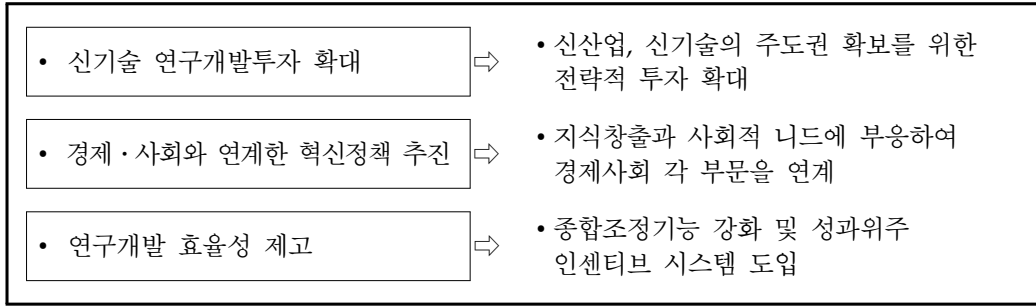 • 신기술 연구개발투자 확대 ⇨ • 신산업, 신기술의 주도권 확보를 위한
전략적 투자 확대
• 경제·사회와 연계한 혁신정책 추진 ⇨ • 지식창출과 사회적 니드에 부응하여
경제사회 각 부문을 연계
• 연구개발 효율성 제고 ⇨ • 종합조정기능 강화 및 성과위주
인센티브 시스템 도입